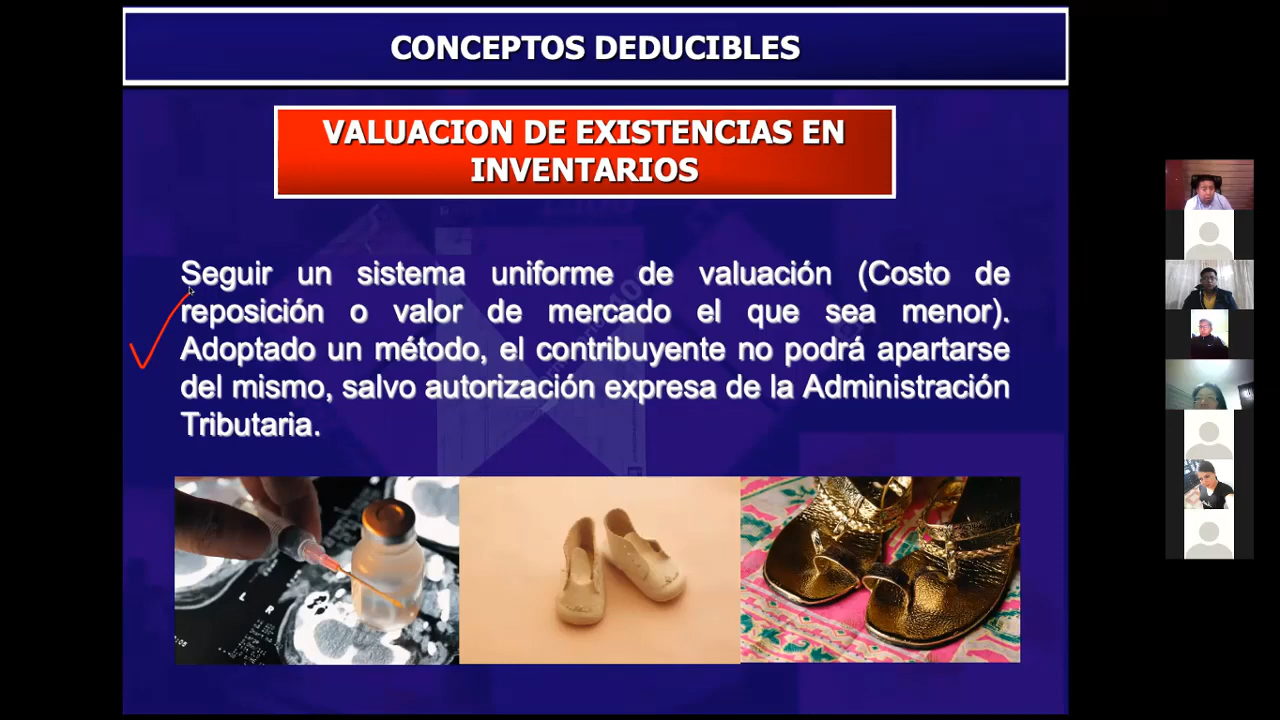 CONCEPTOS DEDUCIBLES
VALUACION DE EXISTENCIAS EN
INVENTARIOS
Seguir un sistema uniforme de valuación (Costo de
reposición o valor de mercado el que sea menor).
Adoptado un método, el contribuyente no podrá apartarse
del mismo, salvo autorización expresa de la Administración
Tributaria.
L R